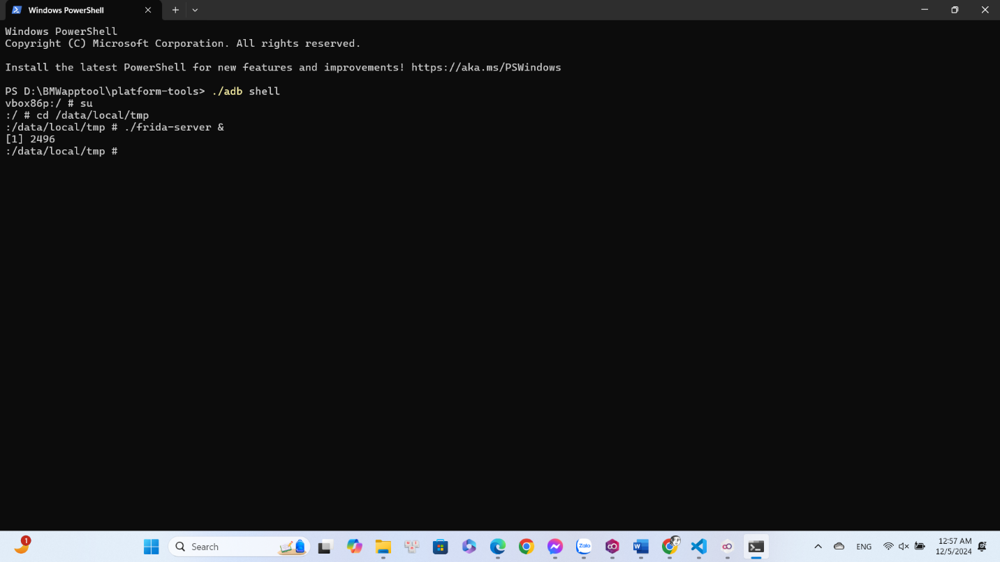 Windows PowerShell
Windows PowerShell
Copyright (C) Microsoft Corporation. All rights reserved.
Install the latest PowerShell for new features and improvements! https://aka.ms/PSWindows
PS D:\BMWapptool\platform-tools> ./adb shell
vbox86p:/ # su
:/ # cd /data/local/tmp
:/data/local/tmp # ./frida-server &
[1] 2496
:/data/local/tmp #
1
Search
Zalo
ENG
12:57 AM
12/5/2024